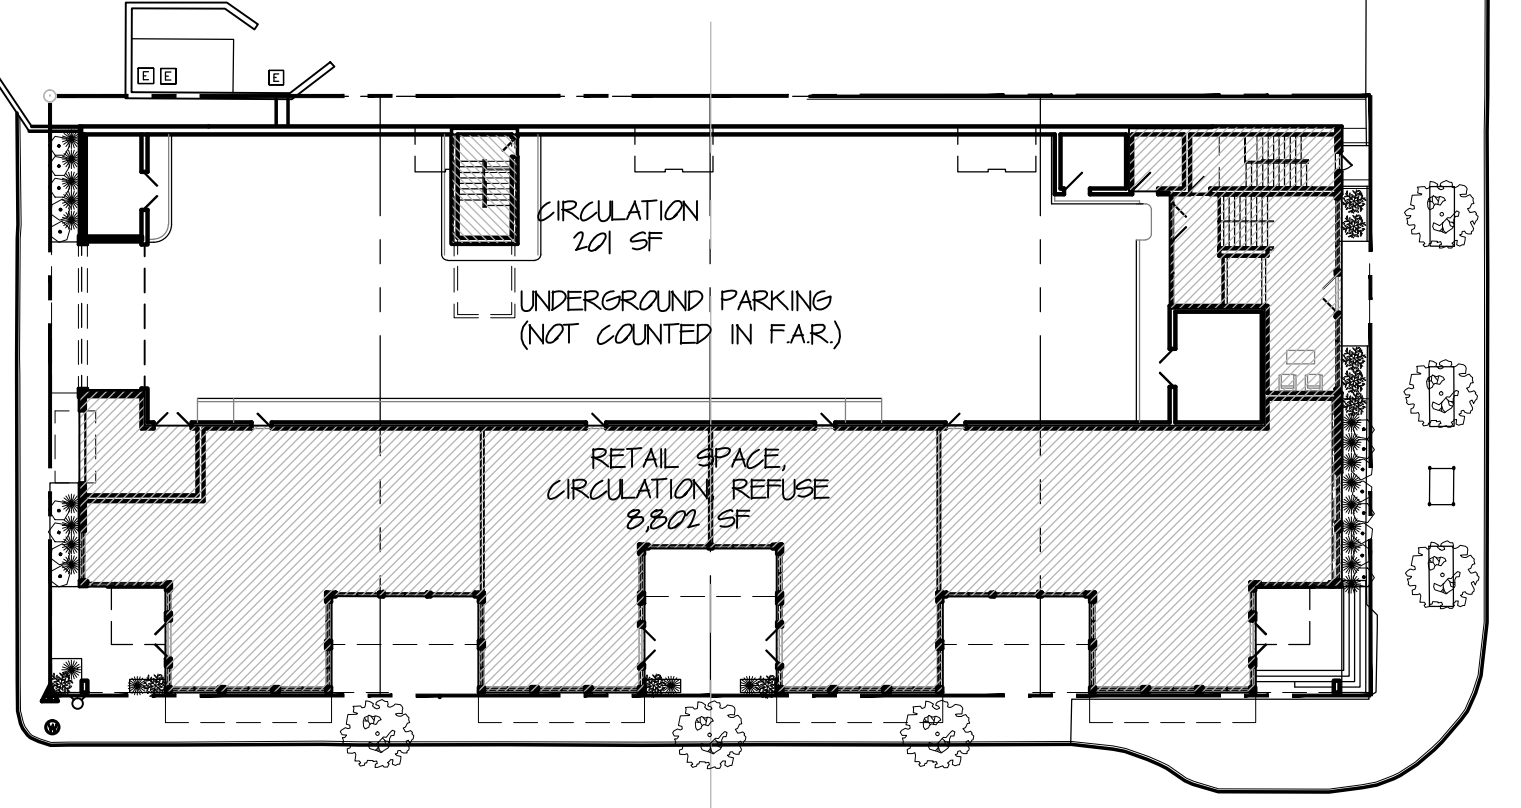 E E E
CIRCULATION
201 SF
UNDERGROUND PARKING
(NOT COUNTED IN F.A.R.)
RETAIL SPACE,
CIRCULATION, REFUSE
8,802 SF
W